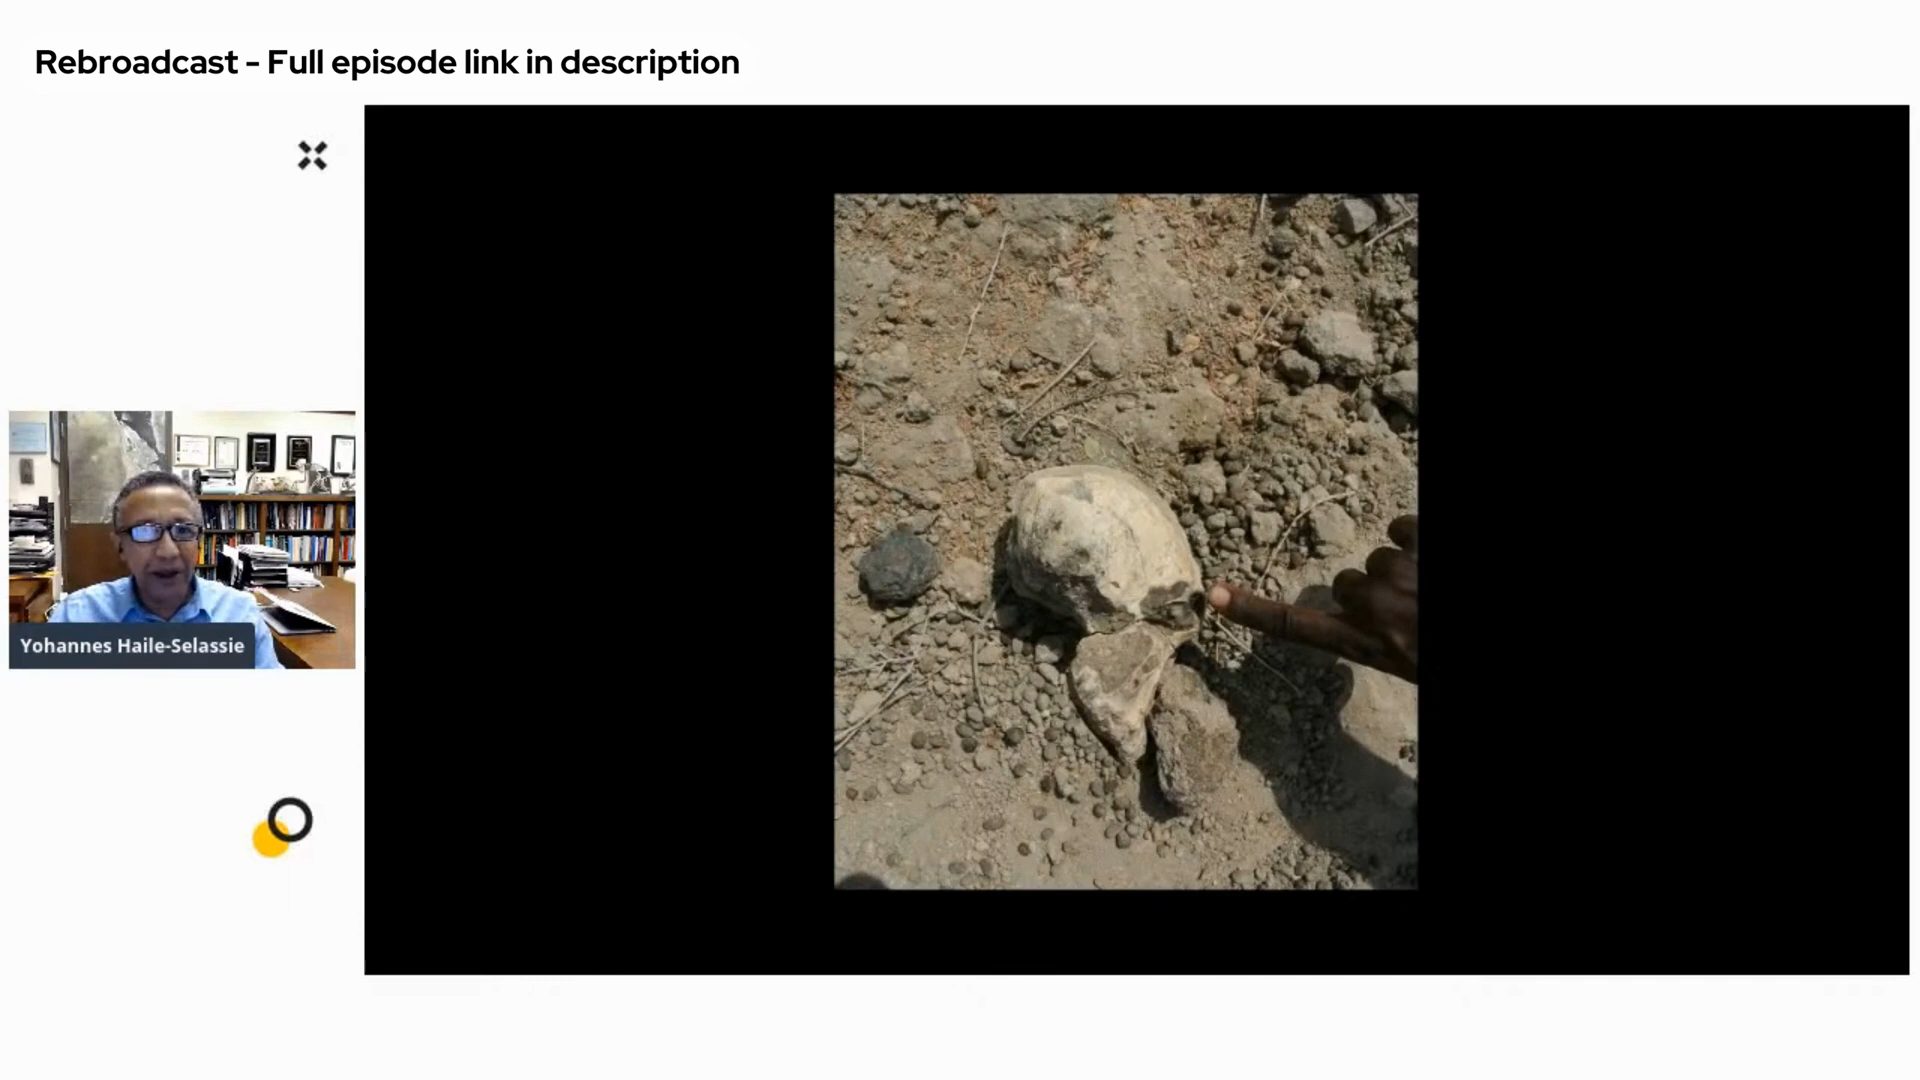 Rebroadcast - Full episode link in description
Yohannes Haile-Selassie